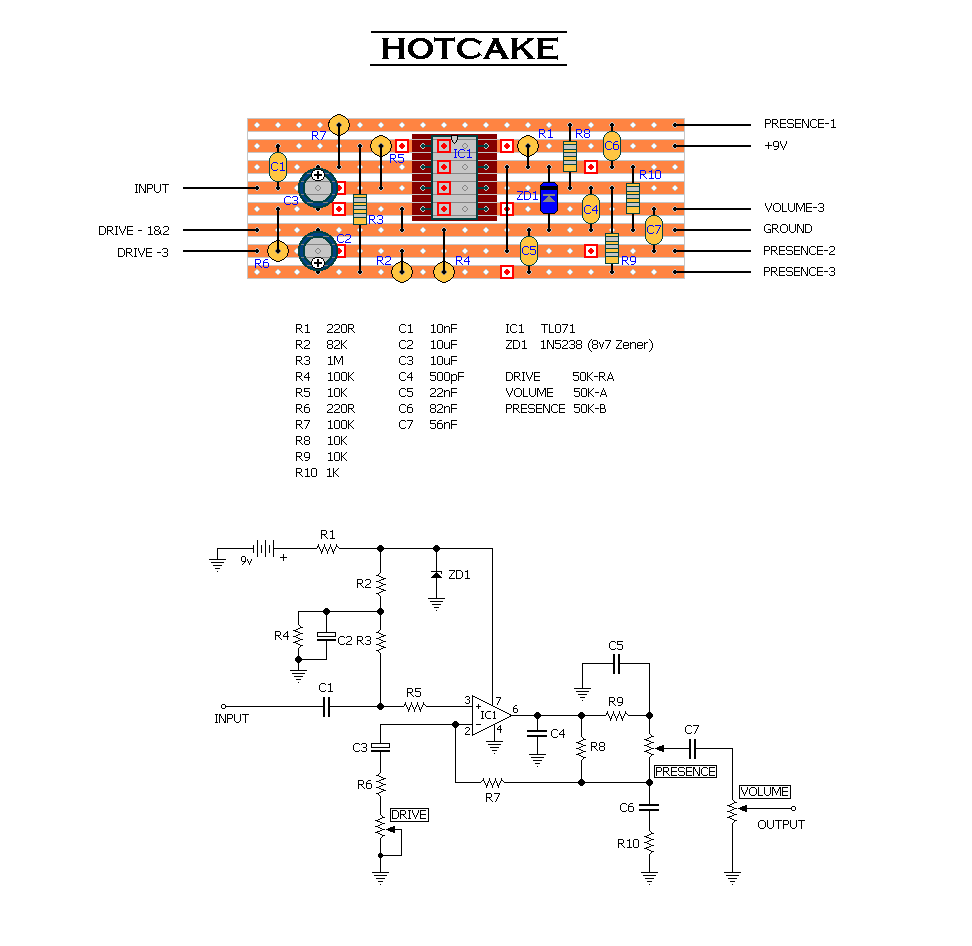 HOTCAKE
PRESENCE-1
R7
R1
R8
C6
+9V
R5
IC1
C1
R10
INPUT
C3
ZD1
R3
C4
VOLUME-3
DRIVE - 1&2
C2
C7
GROUND
DRIVE -3
R6
R2
R4
C5
R9
PRESENCE-2
PRESENCE-3
R1 220R C1 10nF IC1 TL071
R2 82K C2 10uF ZD1 1N5238 (8v7 Zener)
R3 1M C3 10uF
R4 100K C4 500pF DRIVE 50K-RA
R5 10K C5 22nF VOLUME 50K-A
R6 220R C6 82nF PRESENCE 50K-B
R7 100K C7 56nF
R8 10K
R9 10K
R10 1K
R1
9v +
R2
ZD1
R4
C2 R3
C5
C1
R5
3
+
7
R9
INPUT
IC1
6
-
2
4
C4
C7
C3
R8
PRESENCE
R6
R7
VOLUME
C6
DRIVE
OUTPUT
R10